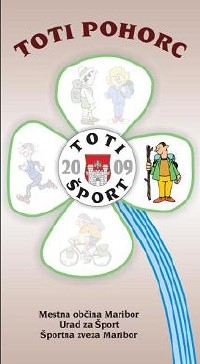 TOTI POHORC
TOTI
20 09
ŠPORT
Mestna občina Maribor
Urad za Šport
Športna zveza Maribor